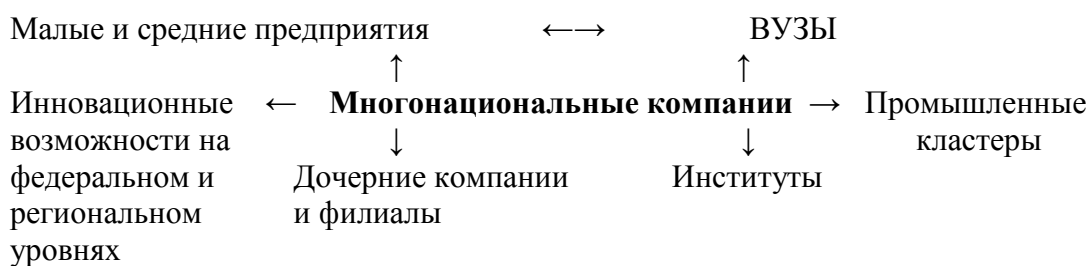 Малые и средние предприятия ←→ ВУЗЫ
↑ ↑
Инновационные ← Многонациональные компании → Промышленные
возможности на ↓ ↓ кластеры
федеральном и Дочерние компании Институты
региональном и филиалы
уровнях